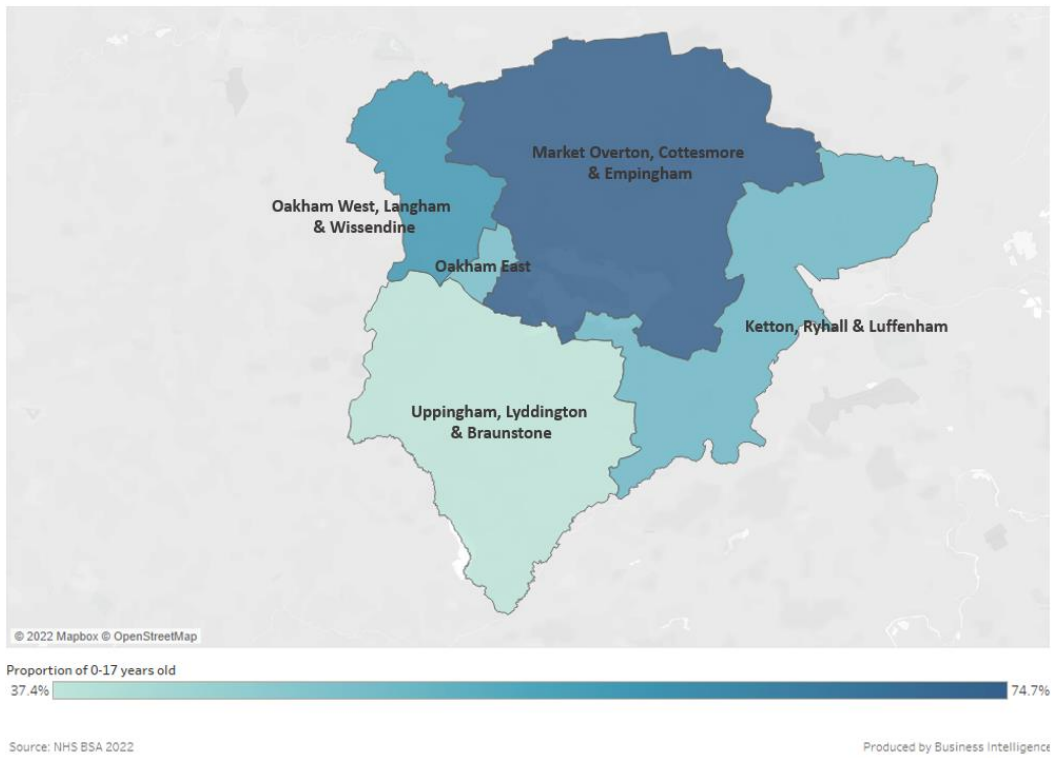 Market Overton, Cottesmore
& Empingham
Oakham West, Langham
& Wissendine
Oakham East
Ketton, Ryhall & Luffenham
Uppingham, Lyddington
& Braunstone
© 2022 Mapbox © OpenStreetMap
Proportion of 0-17 years old
37.4%
74.7%
Source: NHS BSA 2022
Produced by Business Intelligence